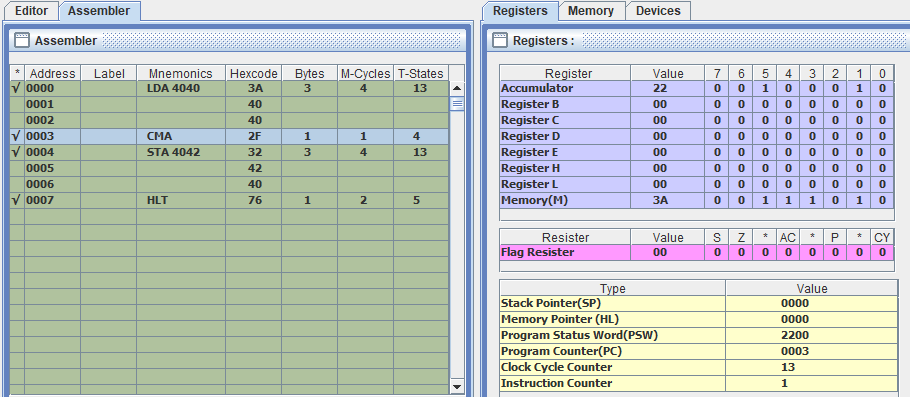 Editor Assembler
Assembler
* Address Label Mnemonics Hexcode Bytes M-Cycles T-States
√ 0000 LDA 4040 3A 3 4 13
0001 40
0002 40
√ 0003 CMA 2F 1 1 4
√ 0004 STA 4042 32 3 4 13
0005 42
0006 40
√ 0007 HLT 76 1 2 5
Registers Memory Devices
Registers :
Register Value 7 6 5 4 3 2 1 0
Accumulator 22 0 0 1 0 0 0 1 0
Register B 00 0 0 0 0 0 0 0 0
Register C 00 0 0 0 0 0 0 0 0
Register D 00 0 0 0 0 0 0 0 0
Register E 00 0 0 0 0 0 0 0 0
Register H 00 0 0 0 0 0 0 0 0
Register L 00 0 0 0 0 0 0 0 0
Memory(M) 3A 0 0 1 1 1 0 1 0
Resister Value S Z * AC * P * CY
Flag Resister 00 0 0 0 0 0 0 0 0
Type Value
Stack Pointer(SP) 0000
Memory Pointer (HL) 0000
Program Status Word(PSW) 2200
Program Counter(PC) 0003
Clock Cycle Counter 13
Instruction Counter 1